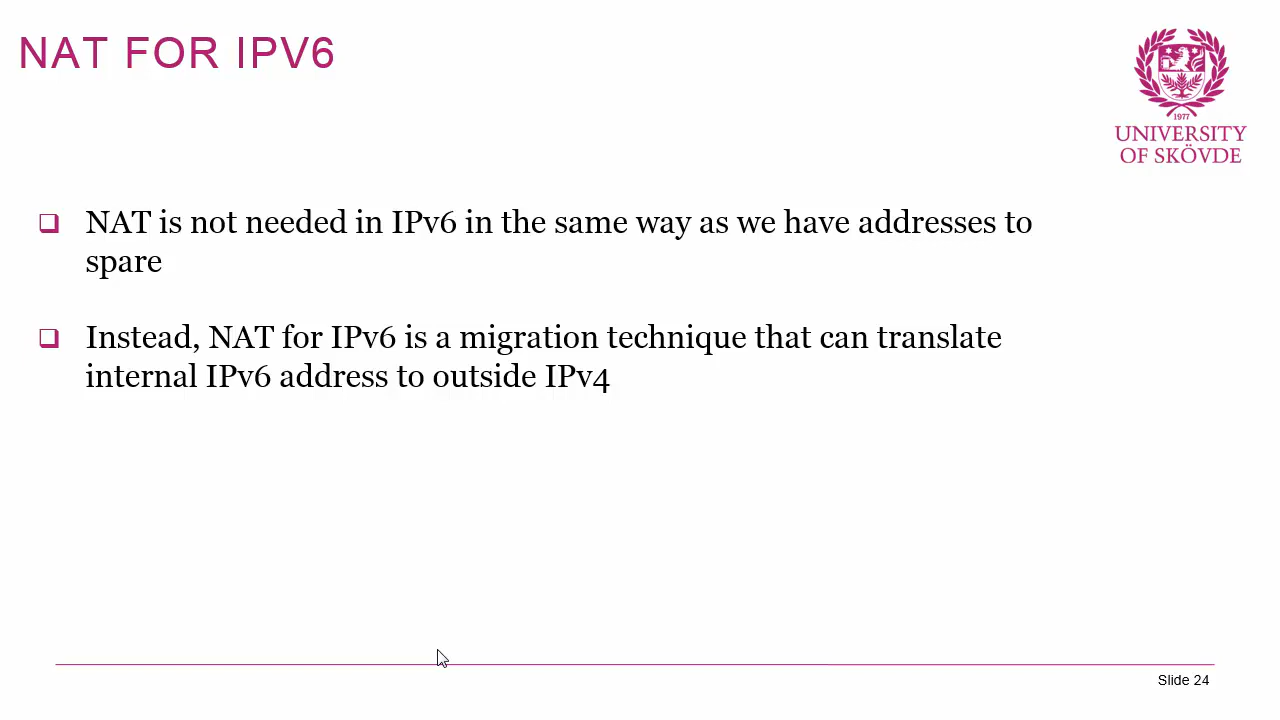 NAT FOR IPV6
1977
UNIVERSITY
OF SKÖVDE
NAT is not needed in IPv6 in the same way as we have addresses to
spare
Instead, NAT for IPv6 is a migration technique that can translate
internal IPv6 address to outside IPv4
Slide 24